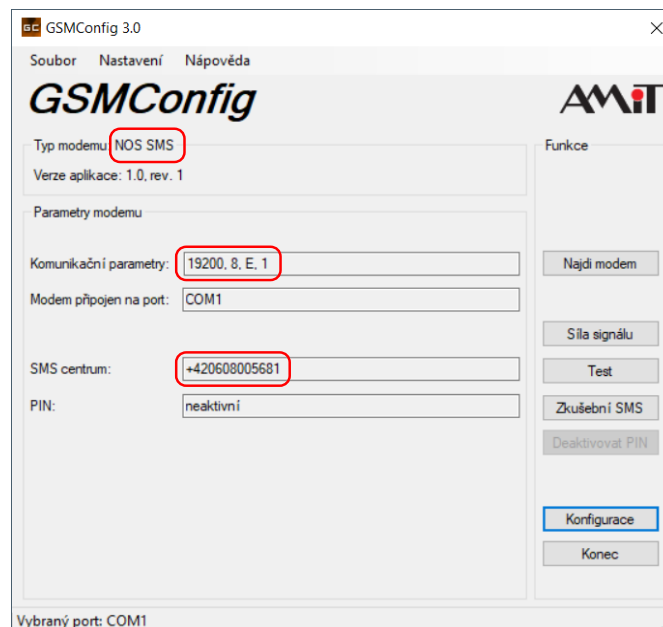 GC GSMConfig 3.0
Soubor Nastavení Nápověda
GSMConfig
AMiT
Typ modemu: NOS SMS
Verze aplikace: 1.0, rev. 1
Parametry modemu
Komunikační parametry: 19200, 8, E, 1
Modem připojen na port: COM1
SMS centrum: +420608005681
PIN: neaktivní
Funkce
Najdi modem
Síla signálu
Test
Zkušební SMS
Deaktivovat PIN
Konfigurace
Konec
Vybraný port: COM1